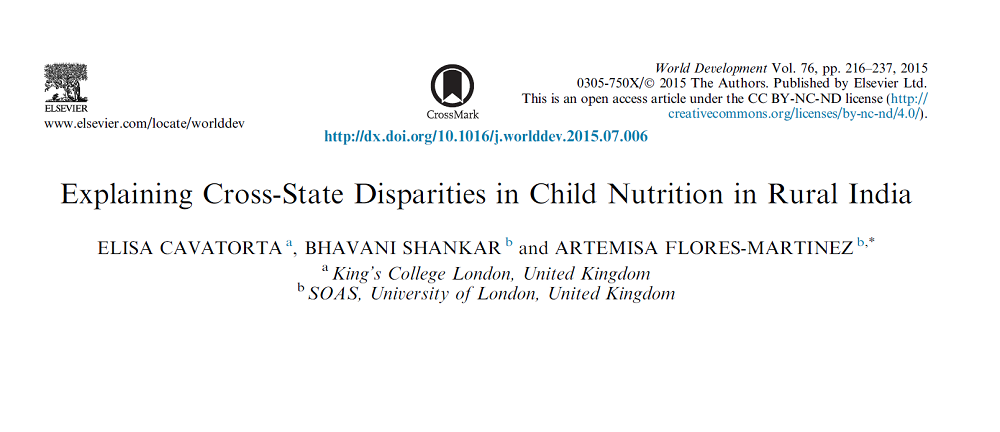 ELSEVIER
www.elsevier.com/locate/worlddev
CrossMark
World Development Vol. 76, pp. 216–237, 2015
0305-750X/© 2015 The Authors. Published by Elsevier Ltd.
This is an open access article under the CC BY-NC-ND license (http://
creativecommons.org/licenses/by-nc-nd/4.0/).
http://dx.doi.org/10.1016/j.worlddev.2015.07.006
Explaining Cross-State Disparities in Child Nutrition in Rural India
ELISA CAVATORTA a, BHAVANI SHANKAR b and ARTEMISA FLORES-MARTINEZ b,*
a King's College London, United Kingdom
b SOAS, University of London, United Kingdom